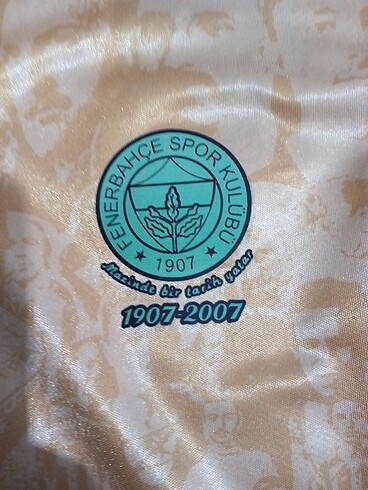 FENERBAHÇE SPOR KULÜBÜ
1907
Mazinde bir tarih yatar
1907-2007